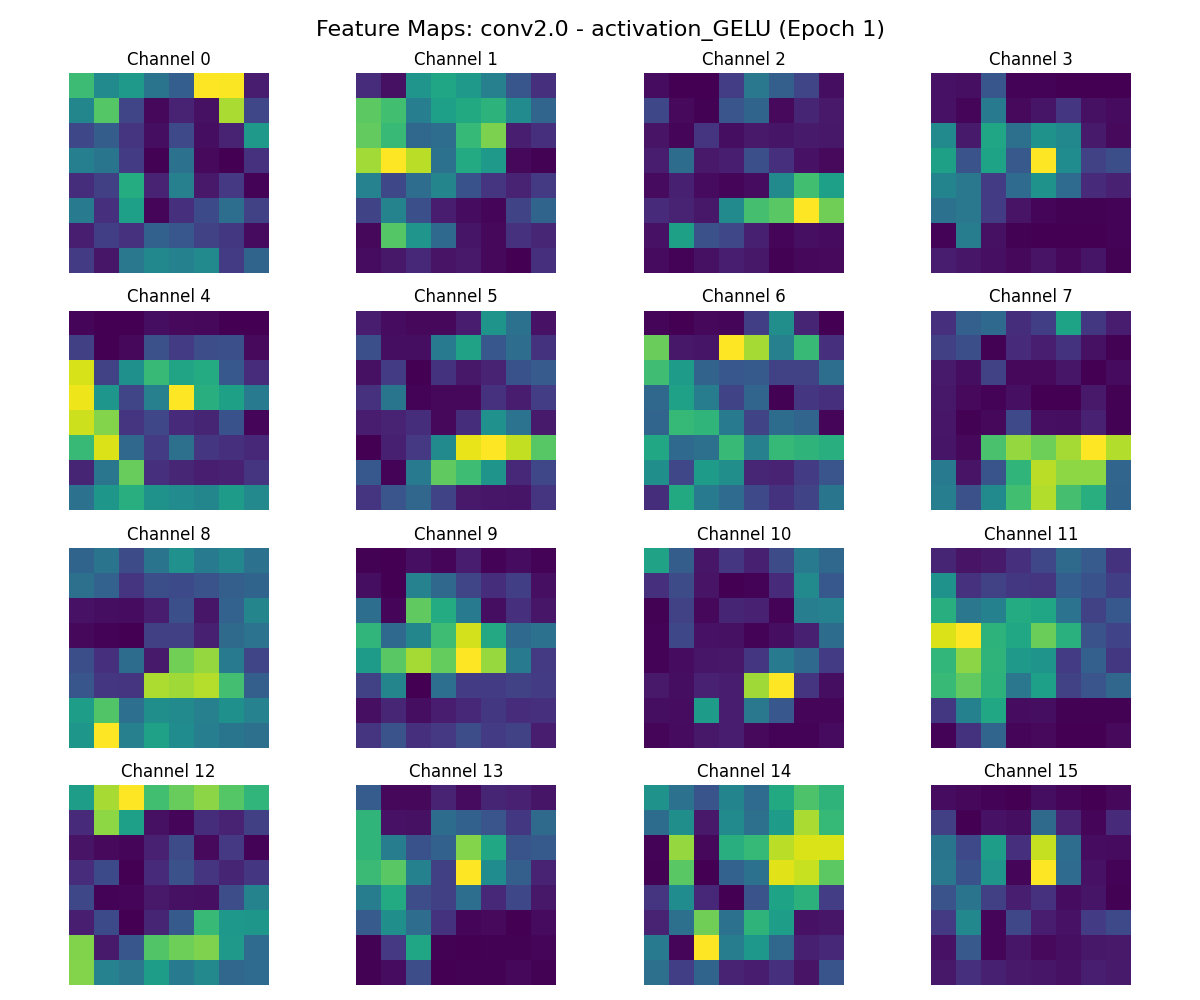 Feature Maps: conv2.0 - activation_GELU (Epoch 1)
Channel 0
Channel 1
Channel 2
Channel 3
Channel 4
Channel 5
Channel 6
Channel 7
Channel 8
Channel 9
Channel 10
Channel 11
Channel 12
Channel 13
Channel 14
Channel 15